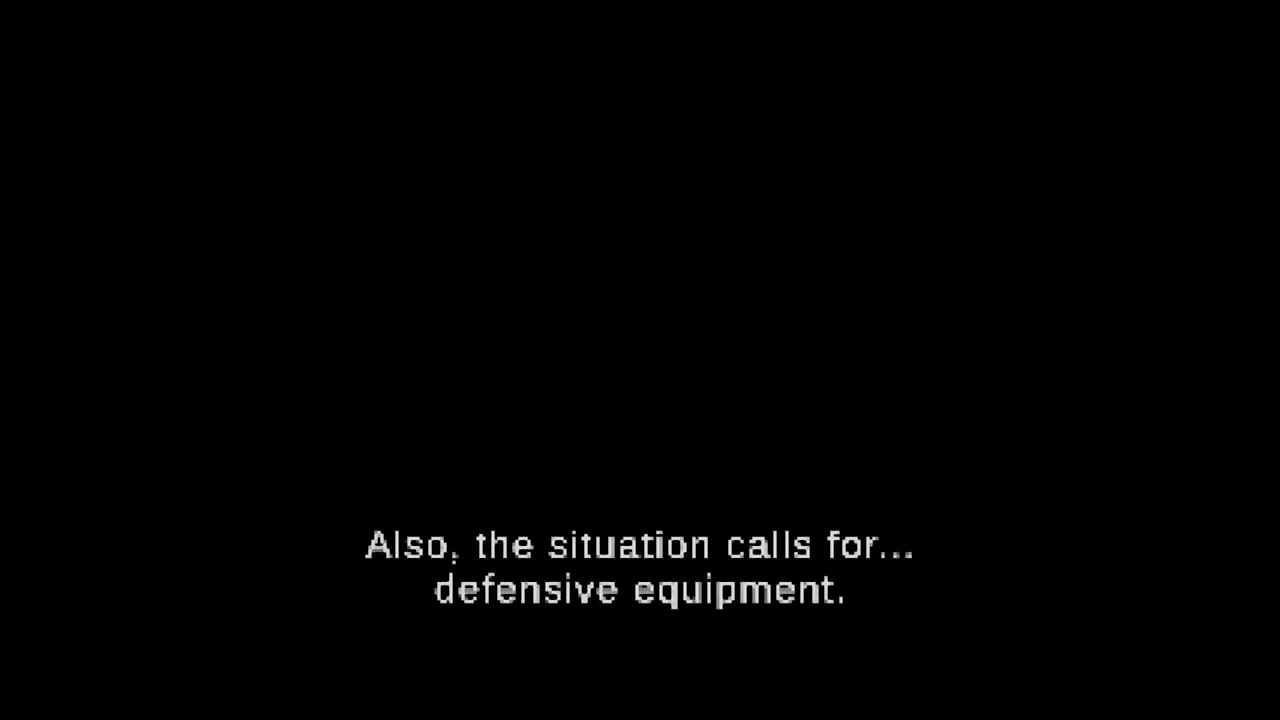 Also, the situation calls for...
defensive equipment.